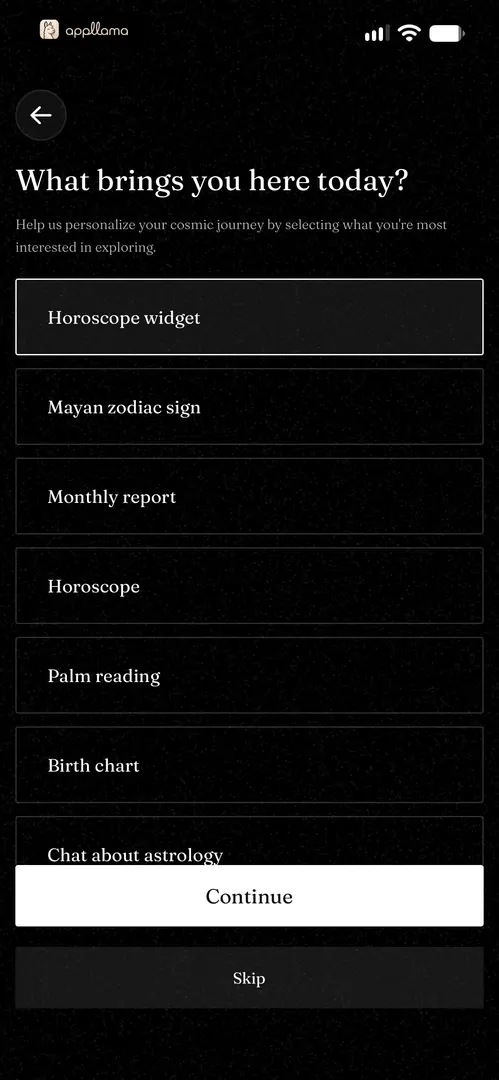 appllama
What brings you here today?
Help us personalize your cosmic journey by selecting what you're most
interested in exploring.
Horoscope widget
Mayan zodiac sign
Monthly report
Horoscope
Palm reading
Birth chart
Chat about astrology
Continue
Skip